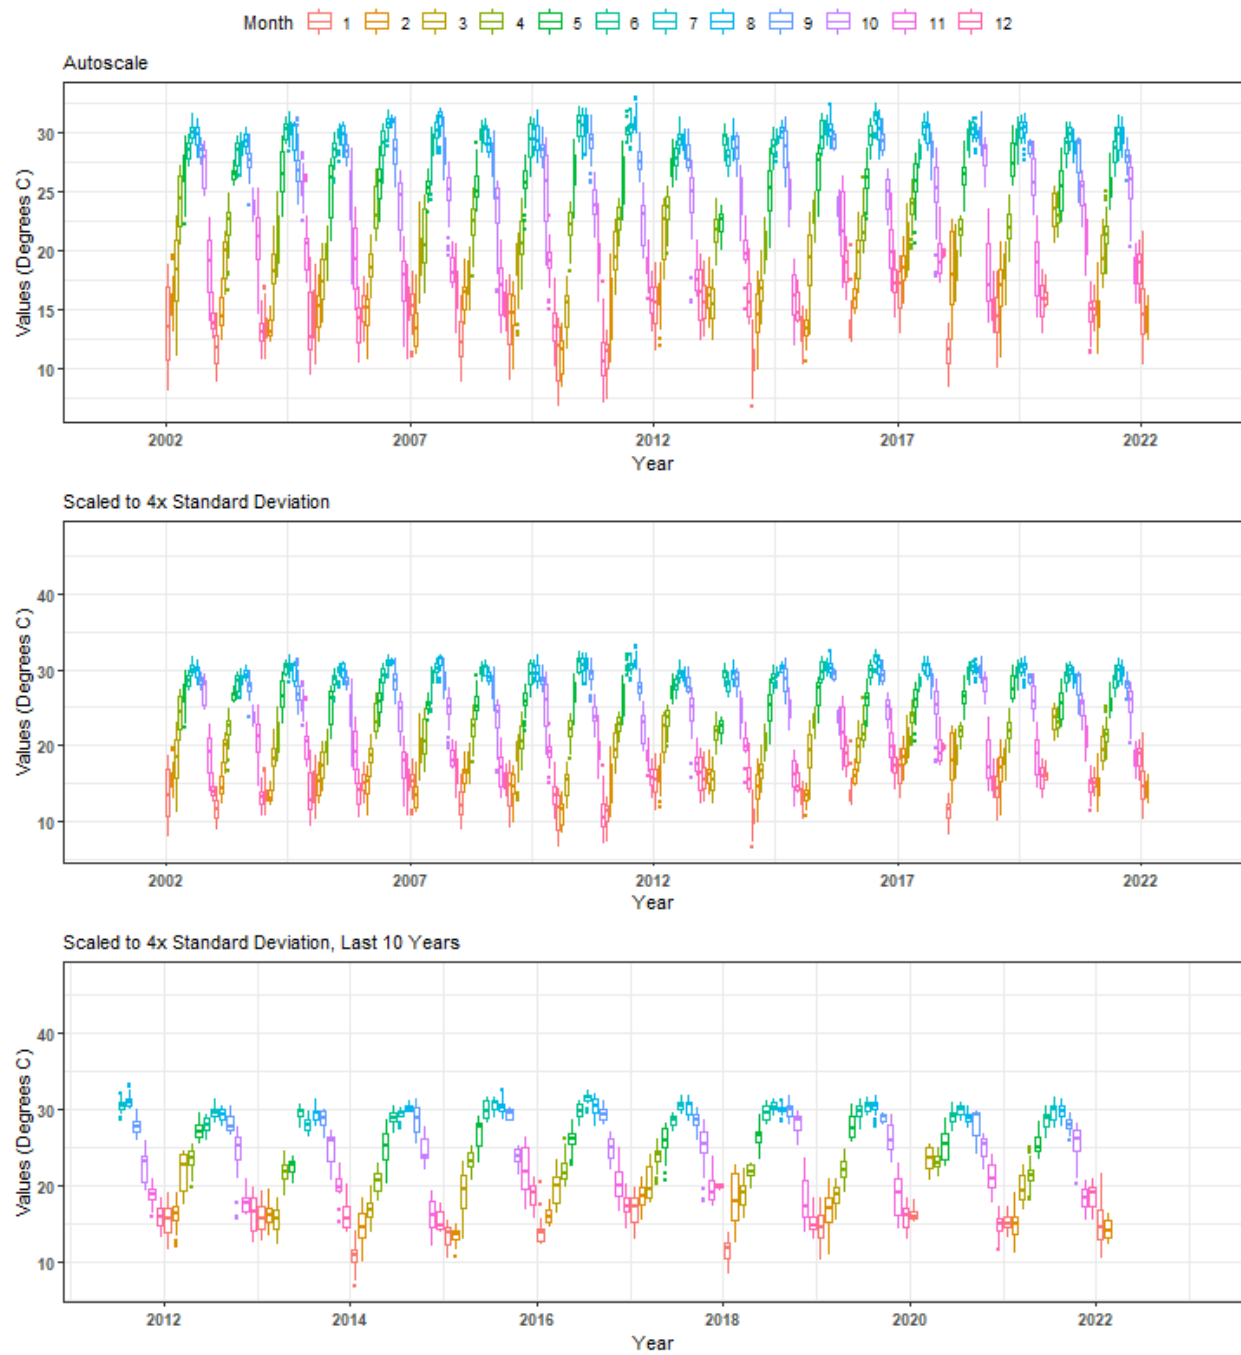 Month 1 2 3 4 5 6 7 8 9 10 11 12
Autoscale
Values (Degrees C)
30
25
20
15
10
2002 2007 2012 2017 2022
Year
Scaled to 4x Standard Deviation
Values (Degrees C)
40
30
20
10
2002 2007 2012 2017 2022
Year
Scaled to 4x Standard Deviation, Last 10 Years
Values (Degrees C)
40
30
20
10
2012 2014 2016 2018 2020 2022
Year